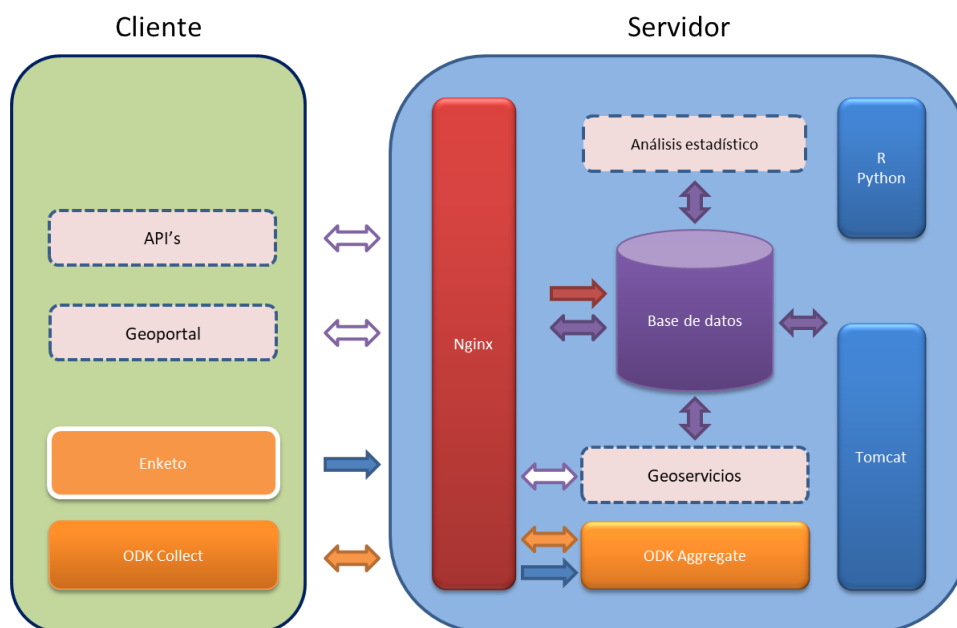 Cliente
Servidor
API's
Geoportal
Enketo
ODK Collect
Nginx
Análisis estadístico
R
Python
Base de datos
Geoservicios
ODK Aggregate
Tomcat